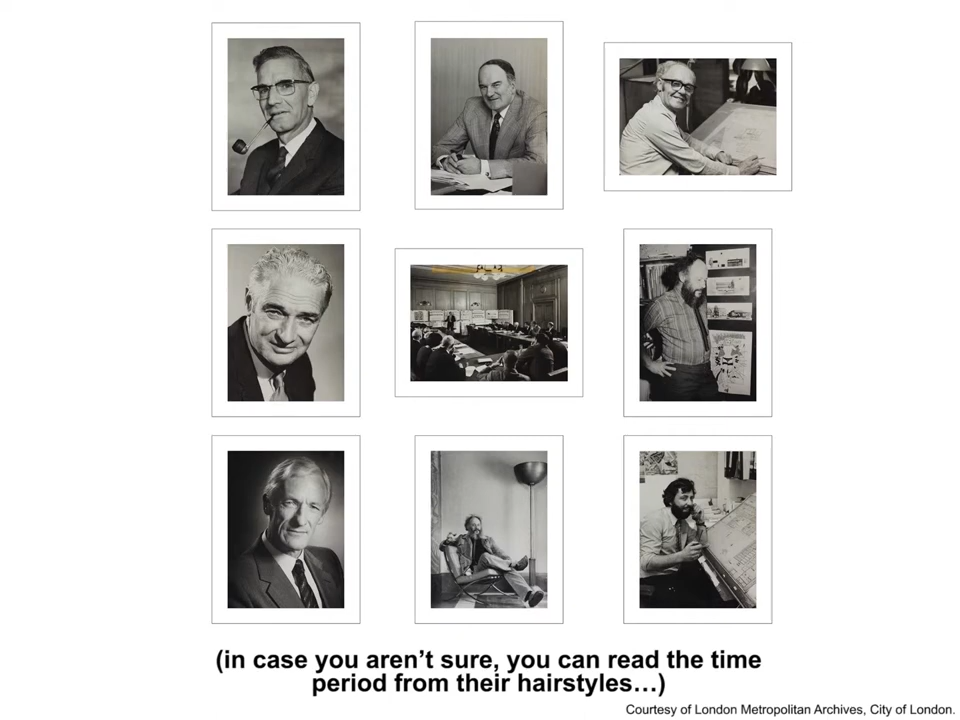 (in case you aren’t sure, you can read the time
period from their hairstyles…)
Courtesy of London Metropolitan Archives, City of London.